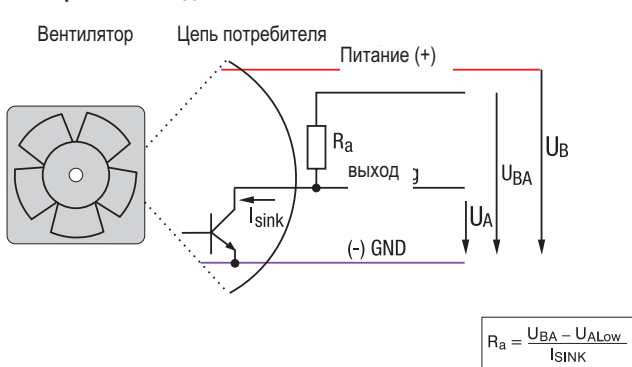 Вентилятор Цепь потребителя
Питание (+)
Ra
UB
UBA
выход g
Isink
UA
(-) GND
Ra = UBA – UALow / ISINK